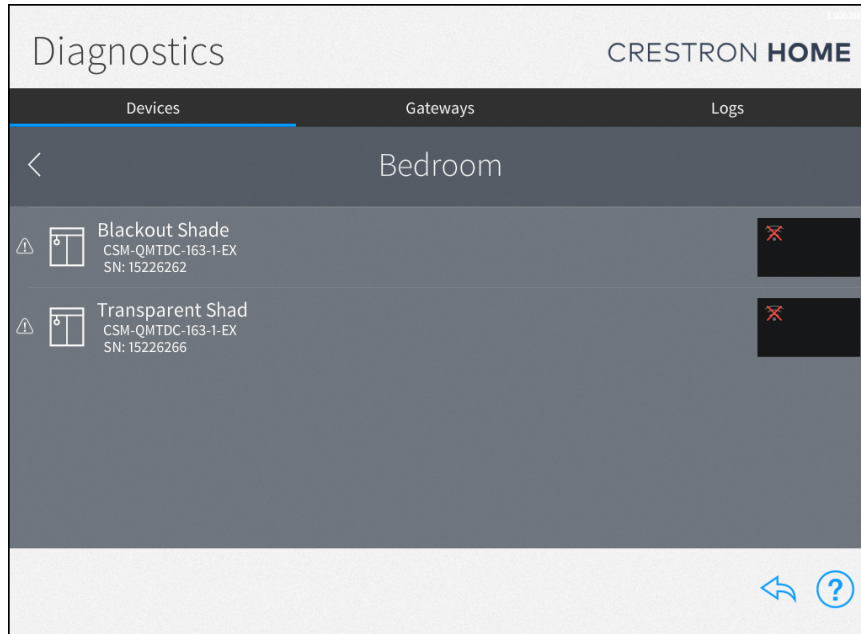 Diagnostics
CRESTRON HOME
Devices
Gateways
Logs
Bedroom
Blackout Shade
CSM-QMTDC-163-1-EX
SN: 15226262
Transparent Shad
CSM-QMTDC-163-1-EX
SN: 15226266
?